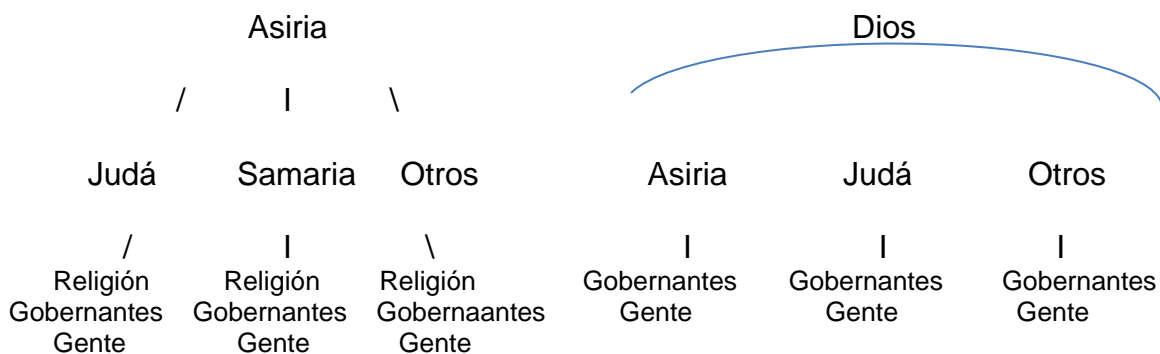 Asiria Dios
/ I \
Judá Samaria Otros Asiria Judá Otros
/ I \ I I I
Religión Religión Religión Gobernantes Gobernantes Gobernantes
Gobernantes Gobernantes Gobernaantes Gente Gente Gente
Gente Gente Gente